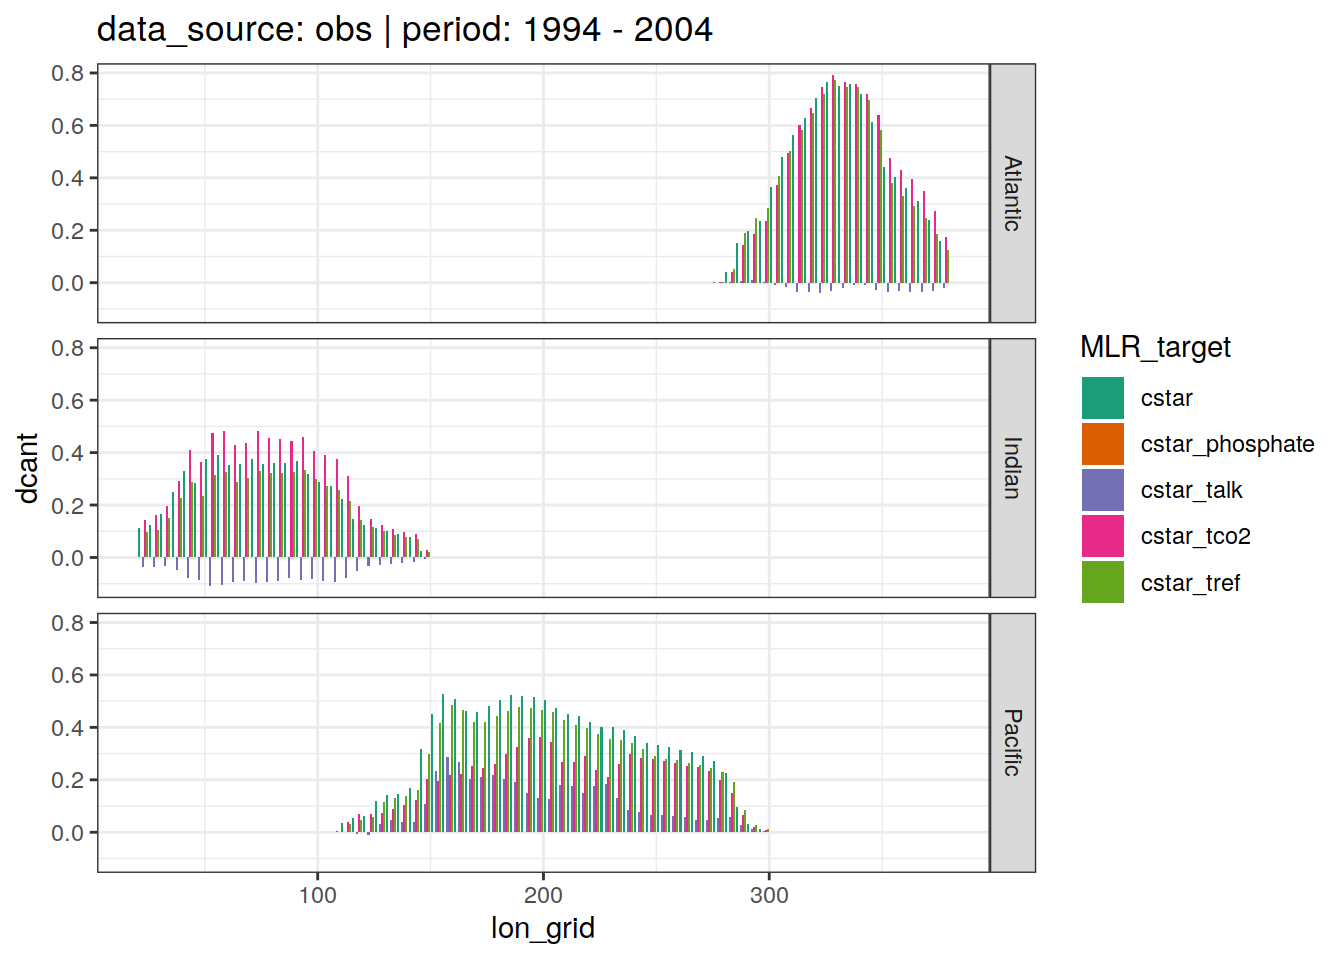 data_source: obs | period: 1994 - 2004
0.8
0.6
0.4
0.2
0.0
Atlantic
0.8
0.6
0.4
0.2
0.0
Indian
0.8
0.6
0.4
0.2
0.0
Pacific
dcant
100
200
300
lon_grid
MLR_target
cstar
cstar_phosphate
cstar_talk
cstar_tco2
cstar_tref